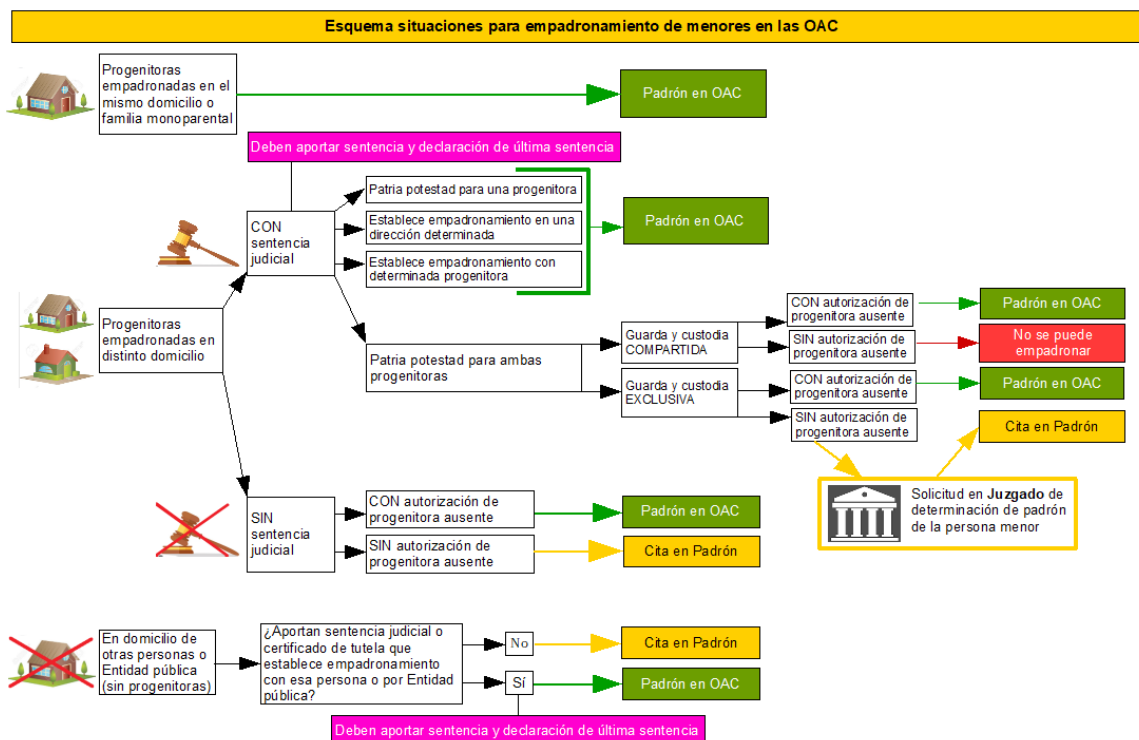 Esquema situaciones para empadronamiento de menores en las OAC
Progenitoras
empadronadas en el
mismo domicilio o
familia monoparental
Padrón en OAC
Deben aportar sentencia y declaración de última sentencia
CON
sentencia
judicial
Patria potestad para una progenitora
Establece empadronamiento en una
dirección determinada
Establece empadronamiento con
determinada progenitora
Padrón en OAC
Progenitoras
empadronadas en
distinto domicilio
Patria potestad para ambas
progenitoras
Guarda y custodia
COMPARTIDA
CON autorización de
progenitora ausente
Padrón en OAC
SIN autorización de
progenitora ausente
No se puede
empadronar
Guarda y custodia
EXCLUSIVA
CON autorización de
progenitora ausente
Padrón en OAC
SIN autorización de
progenitora ausente
Cita en Padrón
Solicitud en Juzgado de
determinación de padrón
de la persona menor
SIN
sentencia
judicial
CON autorización de
progenitora ausente
Padrón en OAC
SIN autorización de
progenitora ausente
Cita en Padrón
En domicilio de
otras personas o
Entidad pública
(sin progenitoras)
¿Aportan sentencia judicial o
certificado de tutela que
establece empadronamiento
con esa persona o por Entidad
pública?
No
Cita en Padrón
Sí
Padrón en OAC
Deben aportar sentencia y declaración de última sentencia